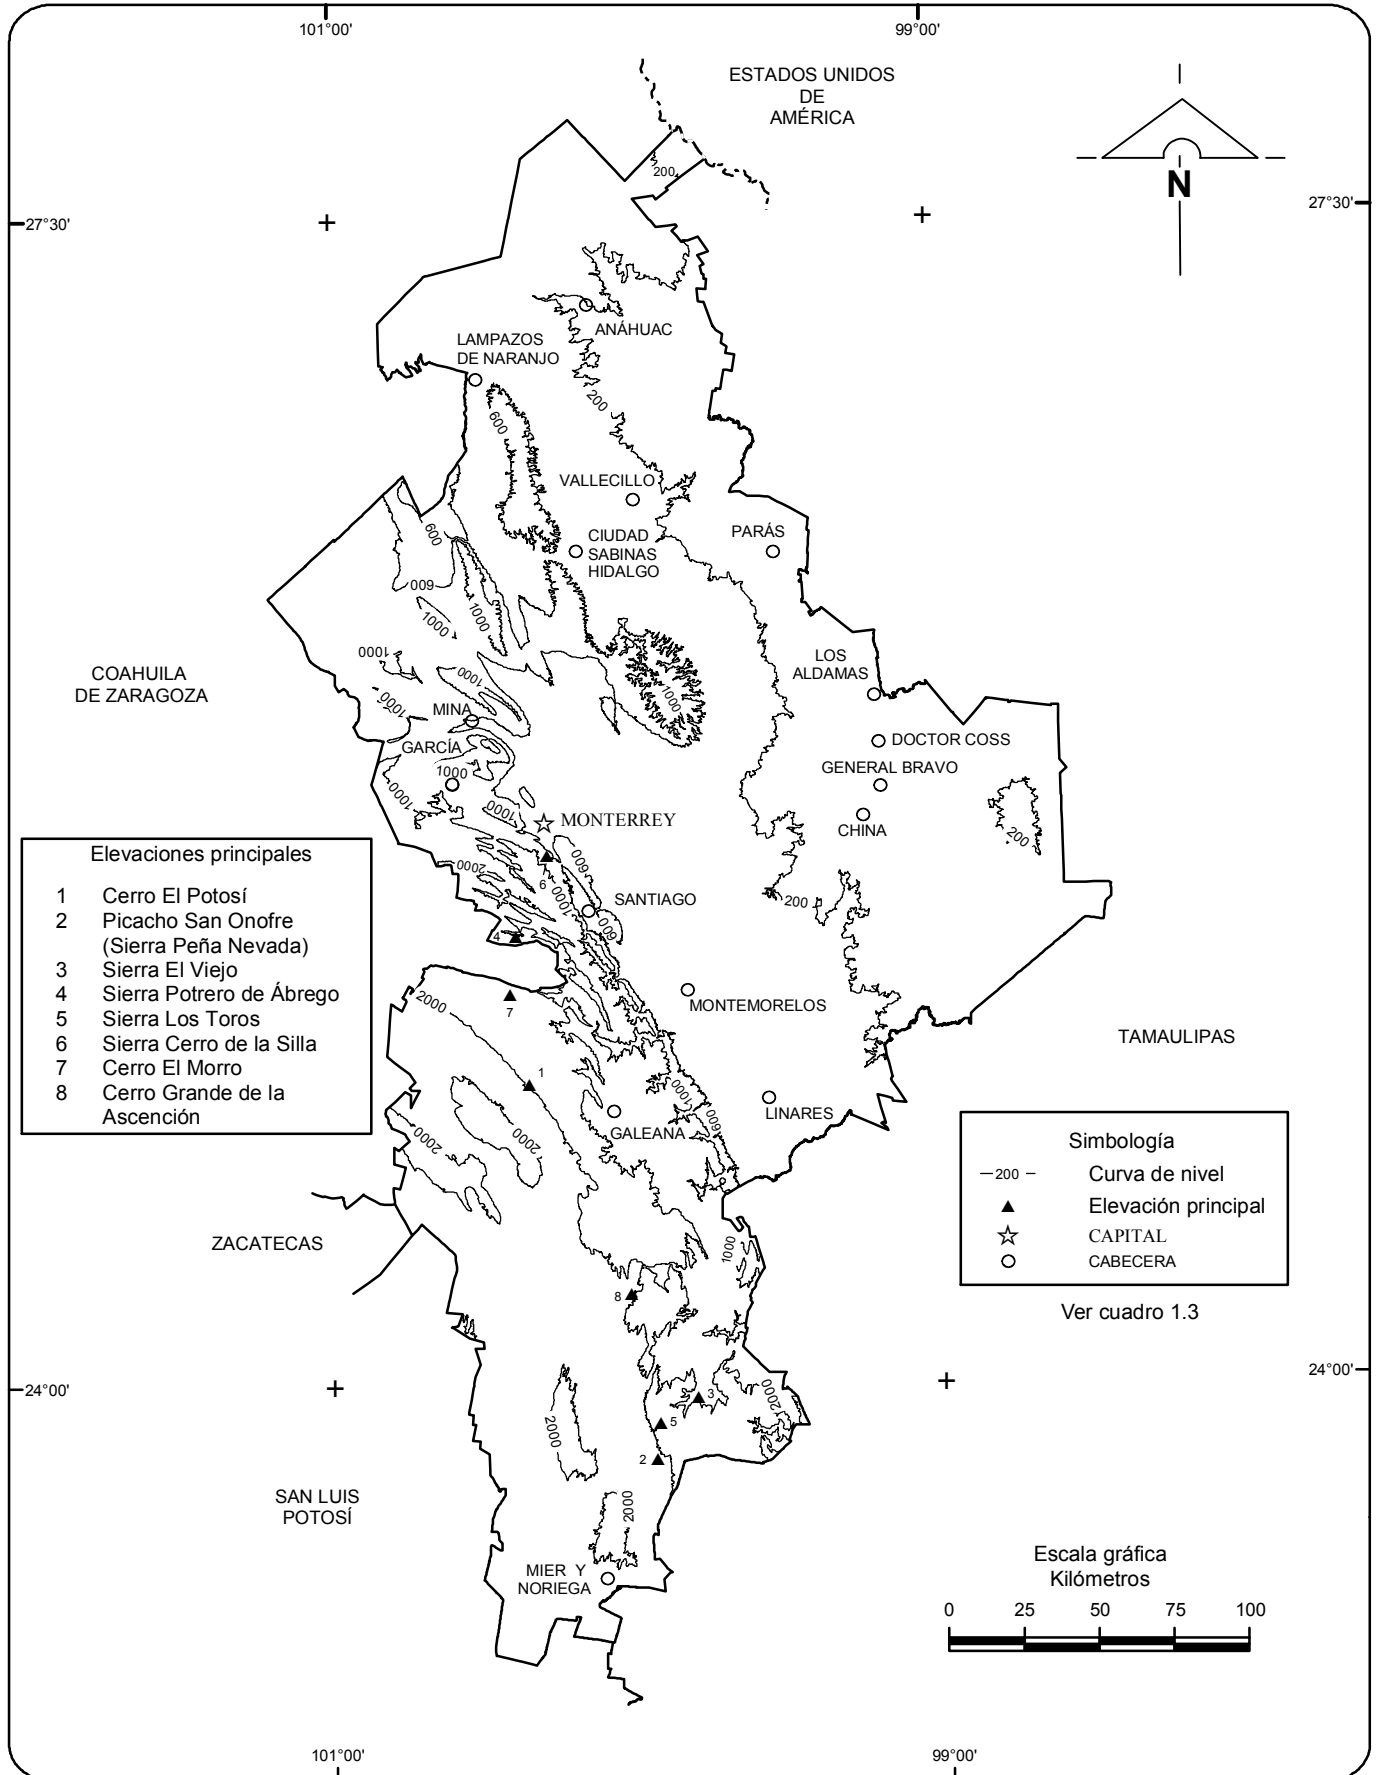 101°00'
99°00'
ESTADOS UNIDOS
DE
AMÉRICA
200
N
27°30'
27°30'
ANÁHUAC
LAMPAZOS
DE NARANJO
200
600
VALLECILLO
600
PARÁS
CIUDAD
SABINAS
HIDALGO
600
1000
1000
1000
LOS
ALDAMAS
COAHUILA
DE ZARAGOZA
1000
1000
1000
MINA
GARCÍA
DOCTOR COSS
1000
GENERAL BRAVO
1000
1000
MONTERREY
CHINA
200
Elevaciones principales
1 Cerro El Potosí
2 Picacho San Onofre
(Sierra Peña Nevada)
3 Sierra El Viejo
4 Sierra Potrero de Ábrego
5 Sierra Los Toros
6 Sierra Cerro de la Silla
7 Cerro El Morro
8 Cerro Grande de la
Ascención
2000
600
6
1000
SANTIAGO
200
600
4
2000
7
MONTEMORELOS
TAMAULIPAS
1
1000
LINARES
600
GALEANA
2000
2000
Simbología
200 Curva de nivel
Elevación principal
CAPITAL
CABECERA
Ver cuadro 1.3
ZACATECAS
1000
8
24°00'
24°00'
3
2000
2000
5
2
SAN LUIS
POTOSÍ
2000
MIER Y
NORIEGA
Escala gráfica
Kilómetros
0 25 50 75 100
101°00'
99°00'